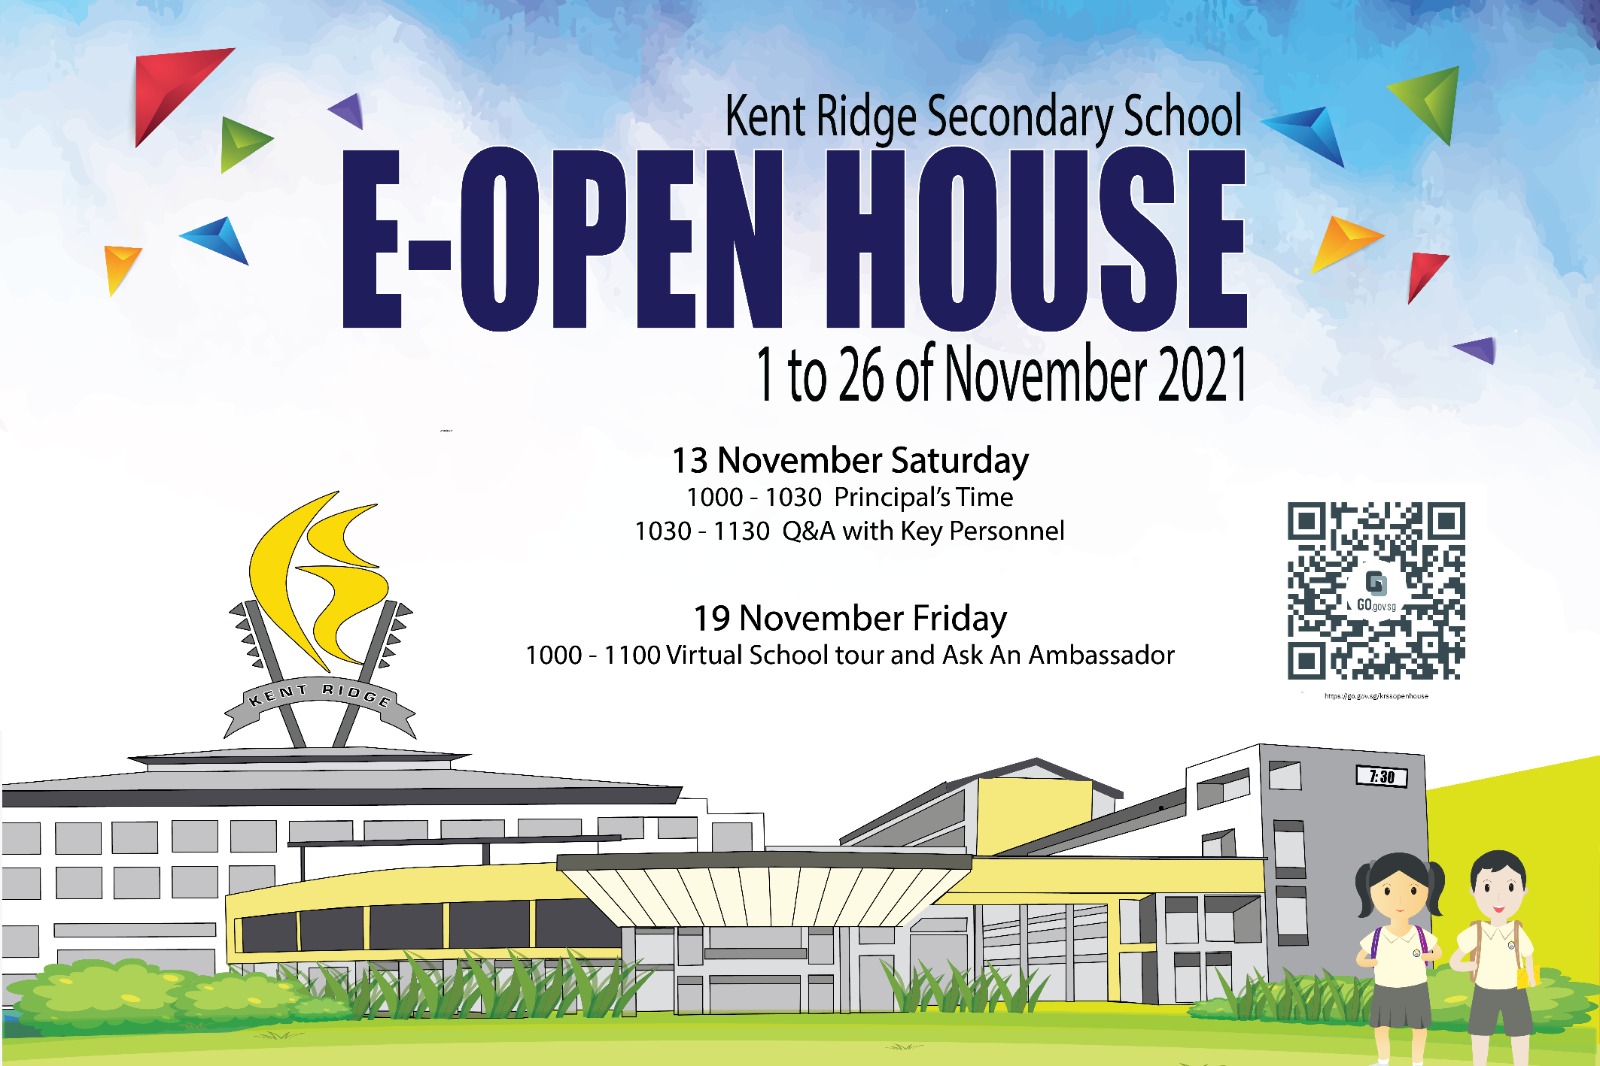 Kent Ridge Secondary School
E-OPEN HOUSE
1 to 26 of November 2021
13 November Saturday
1000 - 1030 Principal's Time
1030 - 1130 Q&A with Key Personnel
19 November Friday
1000 - 1100 Virtual School tour and Ask An Ambassador
GO.gov.sg
https://go.gov.sg/krssopenhouse
KENT RIDGE
7:30